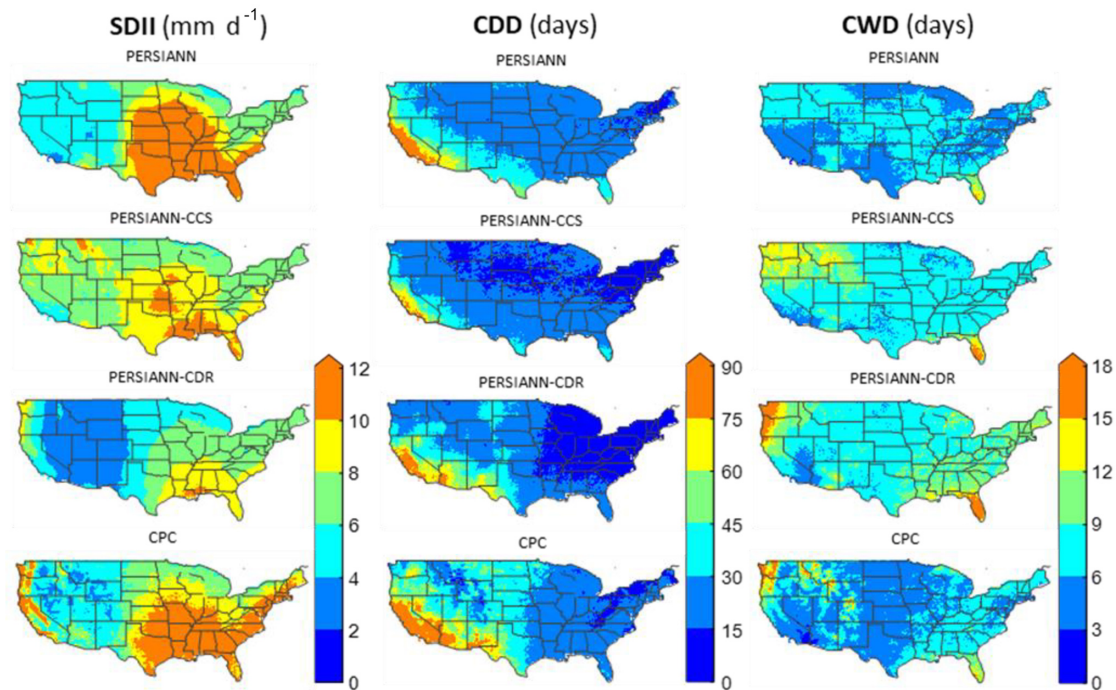 SDII (mm d⁻¹)
CDD (days)
CWD (days)
PERSIANN
PERSIANN
PERSIANN
PERSIANN-CCS
PERSIANN-CCS
PERSIANN-CCS
PERSIANN-CDR
PERSIANN-CDR
PERSIANN-CDR
CPC
CPC
CPC
12
10
8
6
4
2
0
90
75
60
45
30
15
0
18
15
12
9
6
3
0